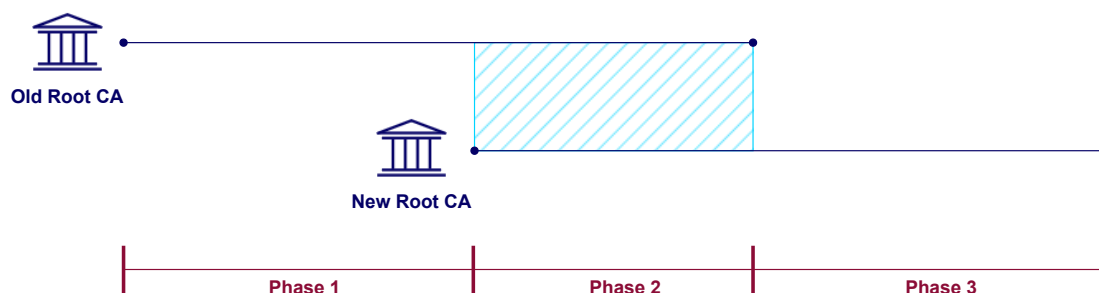 Old Root CA
New Root CA
Phase 1
Phase 2
Phase 3